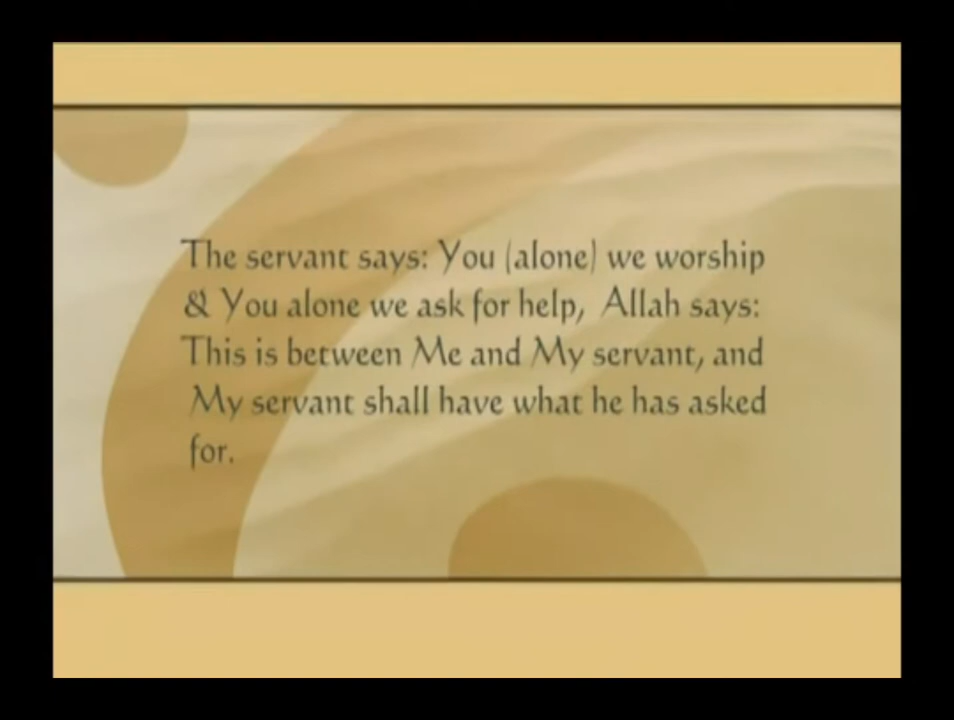 The servant says: You (alone) we worship
& You alone we ask for help, Allah says:
This is between Me and My servant, and
My servant shall have what he has asked
for.